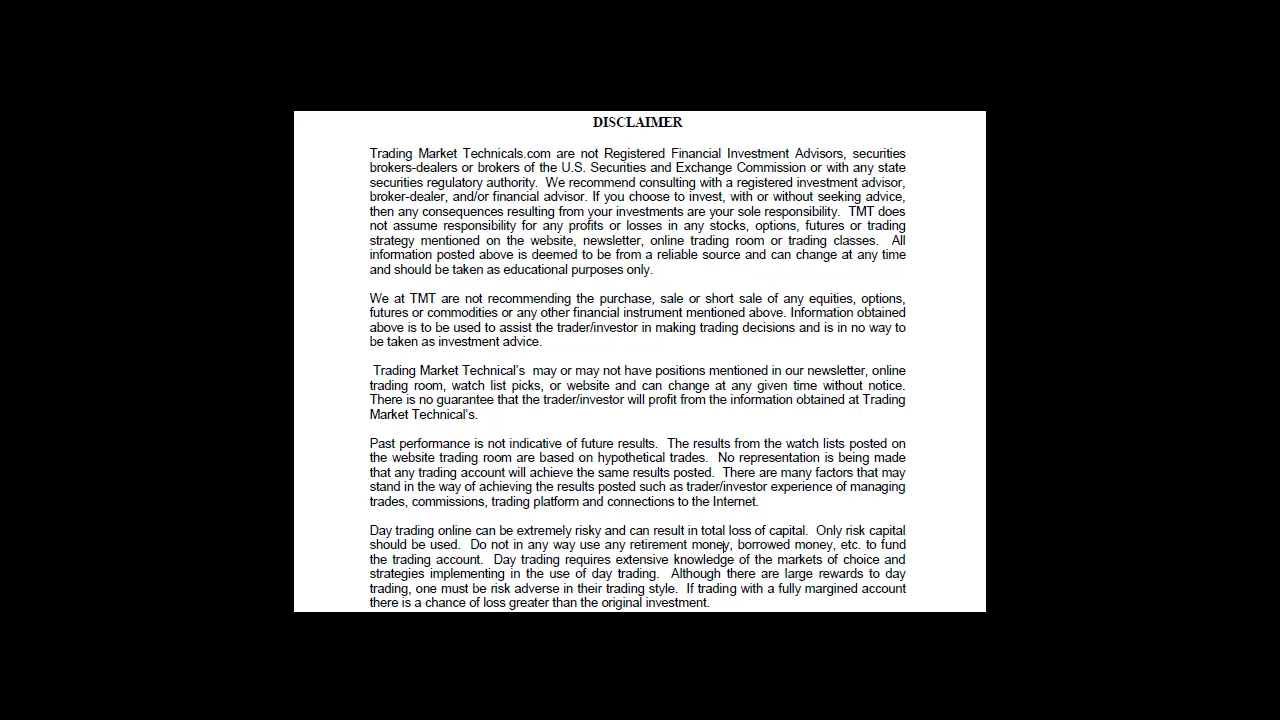 DISCLAIMER
Trading Market Technicals.com are not Registered Financial Investment Advisors, securities
brokers-dealers or brokers of the U.S. Securities and Exchange Commission or with any state
securities regulatory authority. We recommend consulting with a registered investment advisor,
broker-dealer, and/or financial advisor. If you choose to invest, with or without seeking advice,
then any consequences resulting from your investments are your sole responsibility. TMT does
not assume responsibility for any profits or losses in any stocks, options, futures or trading
strategy mentioned on the website, newsletter, online trading room or trading classes. All
information posted above is deemed to be from a reliable source and can change at any time
and should be taken as educational purposes only.
We at TMT are not recommending the purchase, sale or short sale of any equities, options,
futures or commodities or any other financial instrument mentioned above. Information obtained
above is to be used to assist the trader/investor in making trading decisions and is in no way to
be taken as investment advice.
Trading Market Technical's may or may not have positions mentioned in our newsletter, online
trading room, watch list picks, or website and can change at any given time without notice.
There is no guarantee that the trader/investor will profit from the information obtained at Trading
Market Technical's.
Past performance is not indicative of future results. The results from the watch lists posted on
the website trading room are based on hypothetical trades. No representation is being made
that any trading account will achieve the same results posted. There are many factors that may
stand in the way of achieving the results posted such as trader/investor experience of managing
trades, commissions, trading platform and connections to the Internet.
Day trading online can be extremely risky and can result in total loss of capital. Only risk capital
should be used. Do not in any way use any retirement money, borrowed money, etc. to fund
the trading account. Day trading requires extensive knowledge of the markets of choice and
strategies implementing in the use of day trading. Although there are large rewards to day
trading, one must be risk adverse in their trading style. If trading with a fully margined account
there is a chance of loss greater than the original investment.